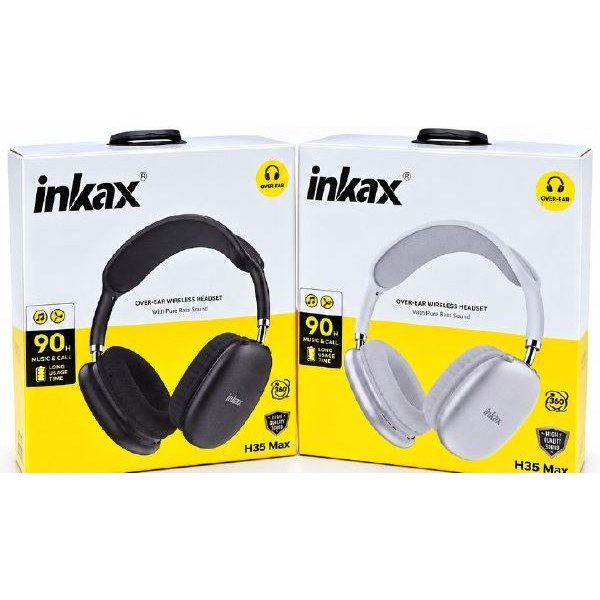 inkax®
OVER-EAR
OVER-EAR WIRELESS HEADSET
With Pure Bass Sound
90H
MUSIC & CALL
LONG
USAGE
TIME
inkax
360°
HIGH
QUALITY
SOUND
H35 Max
inkax®
OVER-EAR
OVER-EAR WIRELESS HEADSET
With Pure Bass Sound
90H
MUSIC & CALL
LONG
USAGE
TIME
inkax
360°
HIGH
QUALITY
SOUND
H35 Max